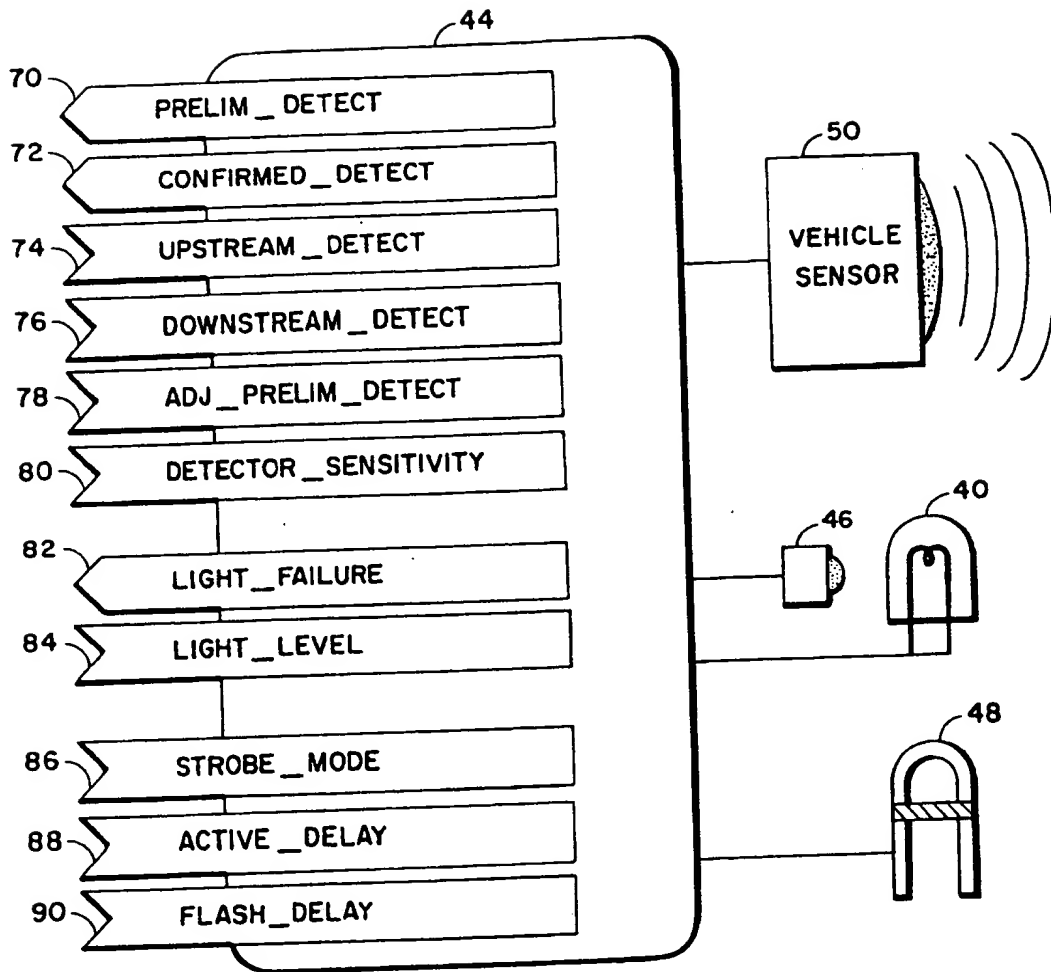 44
70
PRELIM_DETECT
72
CONFIRMED_DETECT
74
UPSTREAM_DETECT
76
DOWNSTREAM_DETECT
78
ADJ_PRELIM_DETECT
80
DETECTOR_SENSITIVITY
82
LIGHT_FAILURE
84
LIGHT_LEVEL
86
STROBE_MODE
88
ACTIVE_DELAY
90
FLASH_DELAY
50
VEHICLE
SENSOR
46
40
48